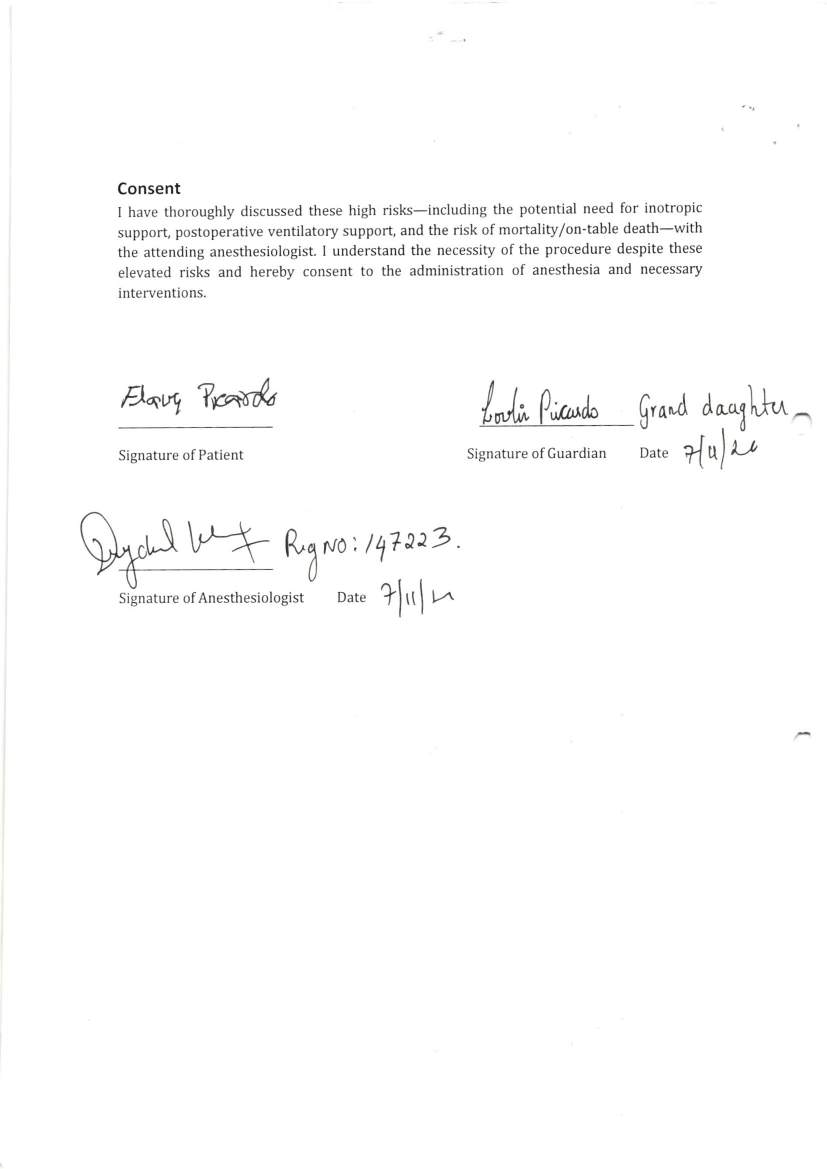 Consent
I have thoroughly discussed these high risks—including the potential need for inotropic
support, postoperative ventilatory support, and the risk of mortality/on-table death—with
the attending anesthesiologist. I understand the necessity of the procedure despite these
elevated risks and hereby consent to the administration of anesthesia and necessary
interventions.
Picardo Grand daughter
Signature of Patient Signature of Guardian Date
Reg NO: 147223.
Signature of Anesthesiologist Date 7/11/